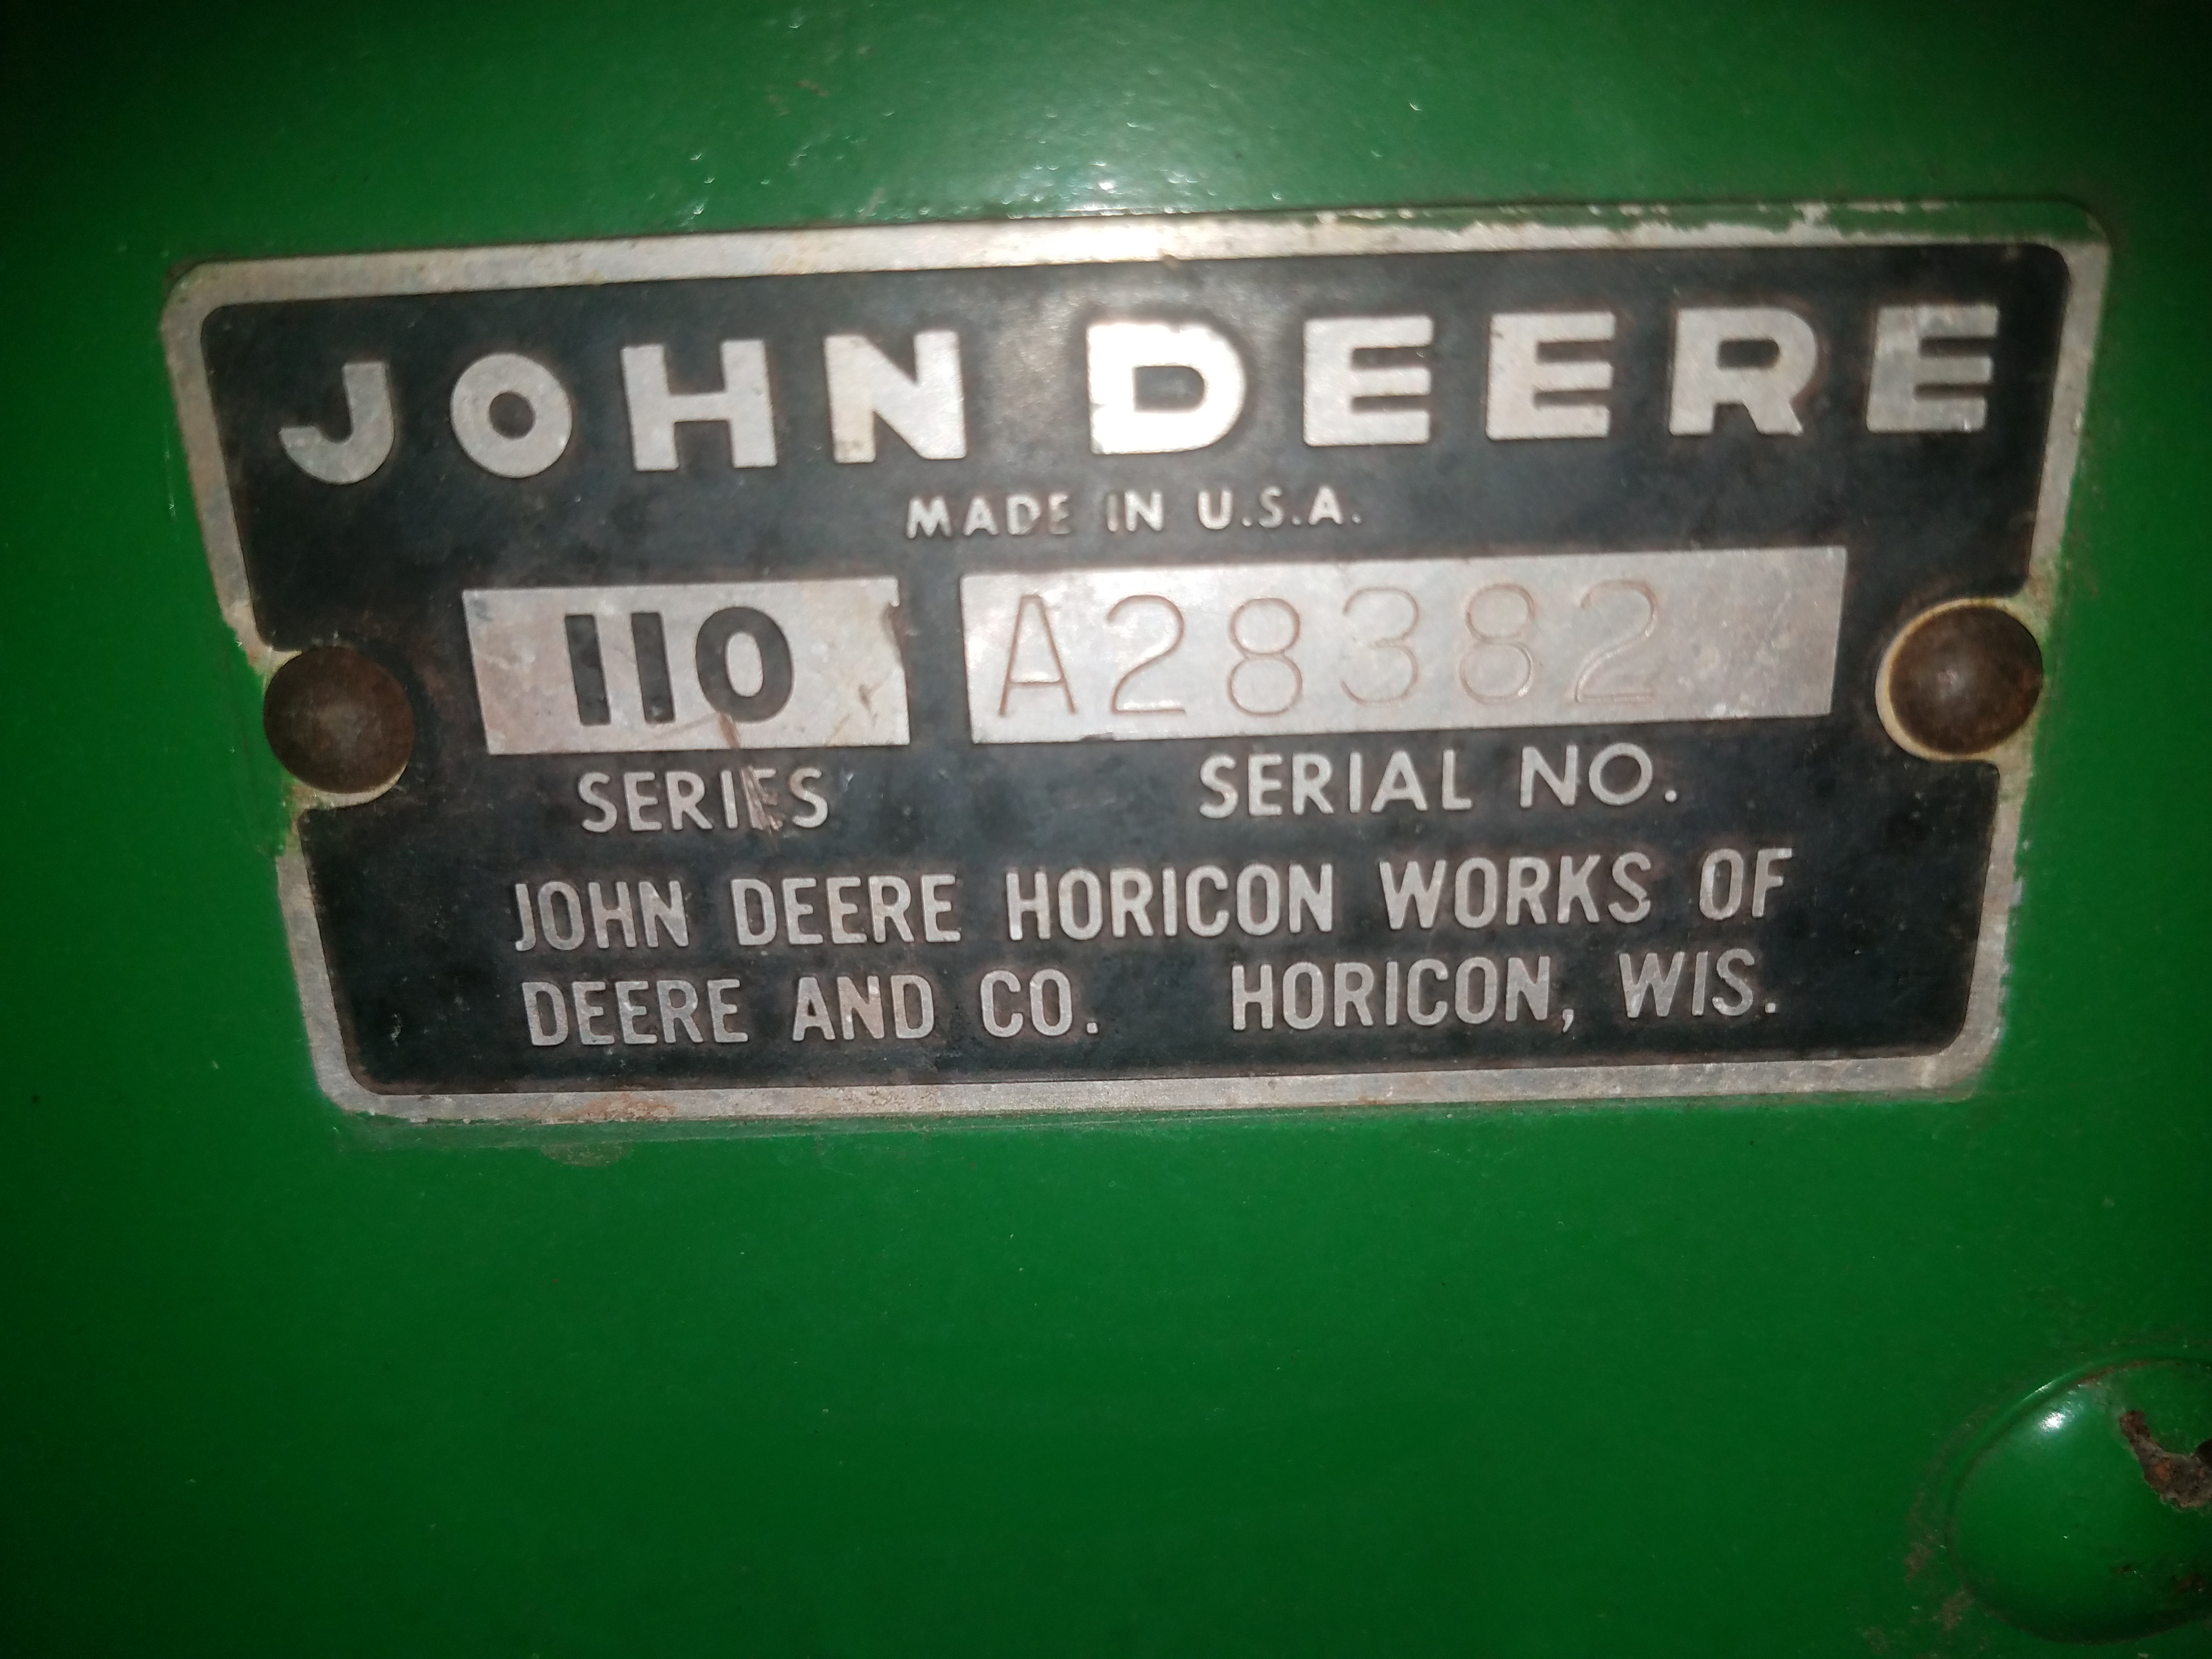 JOHN DEERE
MADE IN U.S.A.
110 A28382
SERIES SERIAL NO.
JOHN DEERE HORICON WORKS OF
DEERE AND CO. HORICON, WIS.